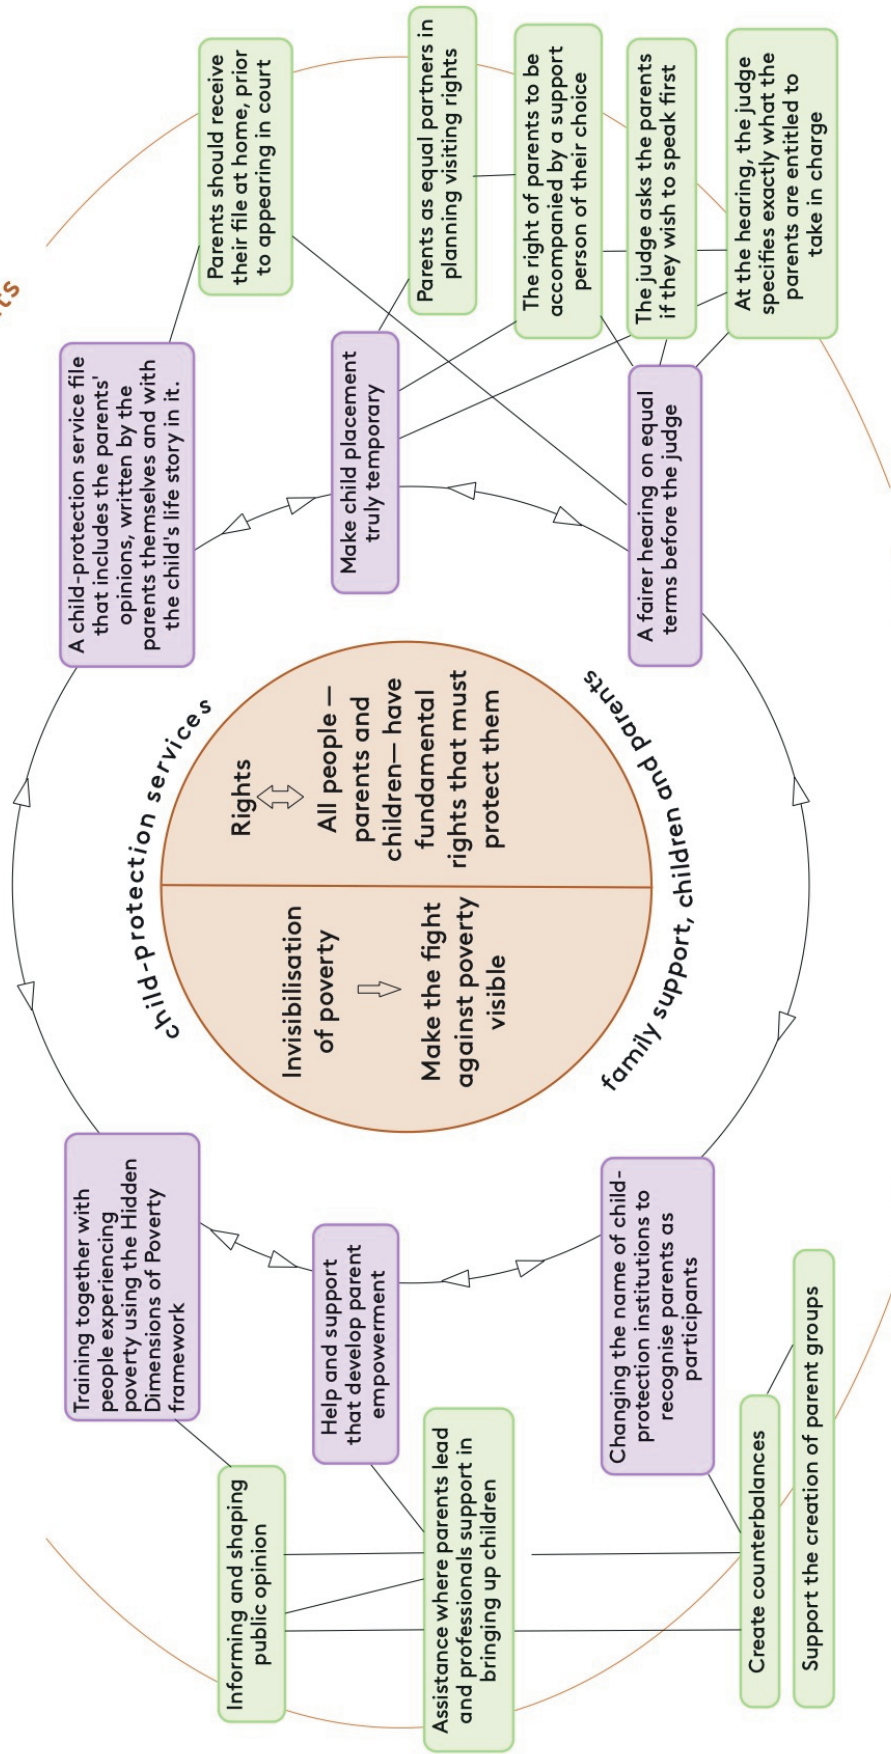 ts
Training together with
people experiencing
poverty using the Hidden
Dimensions of Poverty
framework
A child-protection service file
that includes the parents'
opinions, written by the
parents themselves and with
the child's life story in it.
Parents should receive
their file at home, prior
to appearing in court
Informing and shaping
public opinion
child-protection services
Help and support
that develop parent
empowerment
Invisibilisation
of poverty
Make the fight
against poverty
visible
Rights
All people —
parents and
children— have
fundamental
rights that must
protect them
Make child placement
truly temporary
Parents as equal partners in
planning visiting rights
Assistance where parents lead
and professionals support in
bringing up children
The right of parents to be
accompanied by a support
person of their choice
family support, children and parents
Changing the name of child-
protection institutions to
recognise parents as
participants
A fairer hearing on equal
terms before the judge
The judge asks the parents
if they wish to speak first
At the hearing, the judge
specifies exactly what the
parents are entitled to
take in charge
Create counterbalances
Support the creation of parent groups